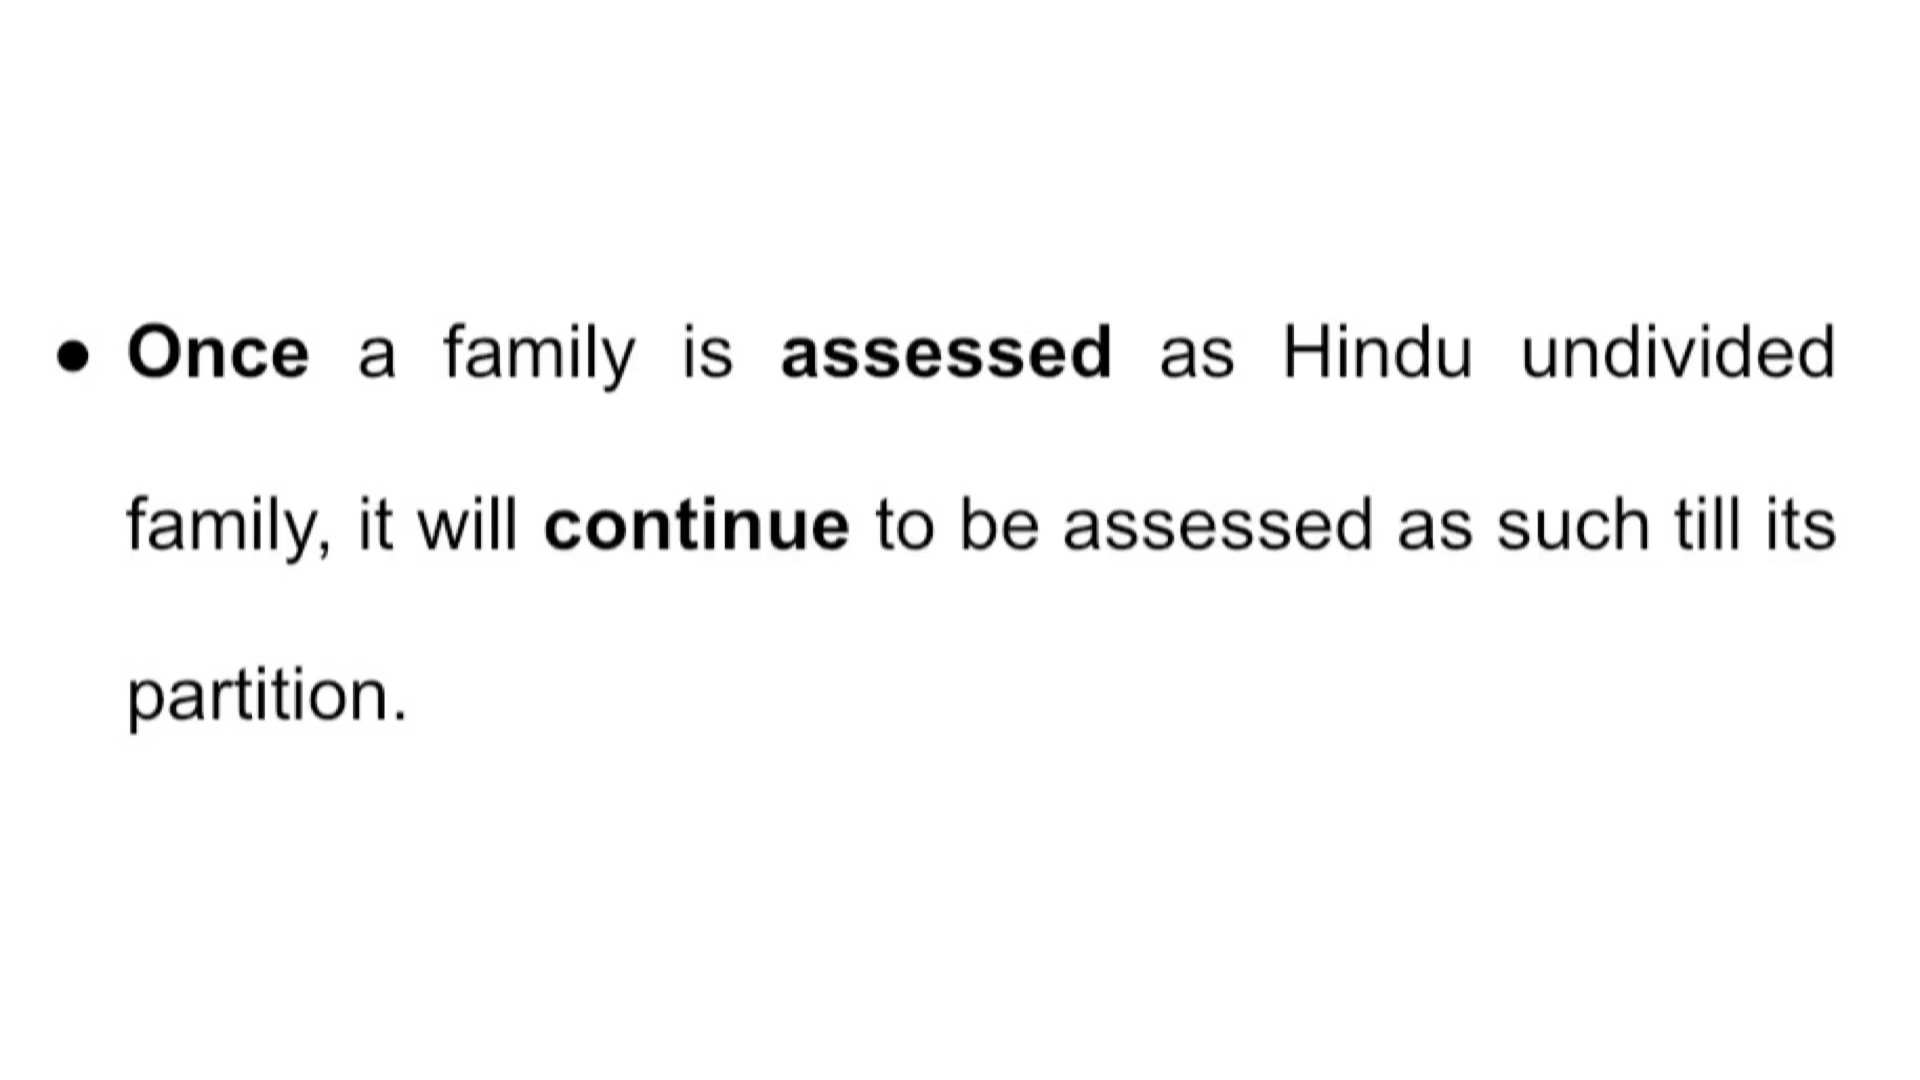 ● Once a family is assessed as Hindu undivided
family, it will continue to be assessed as such till its
partition.